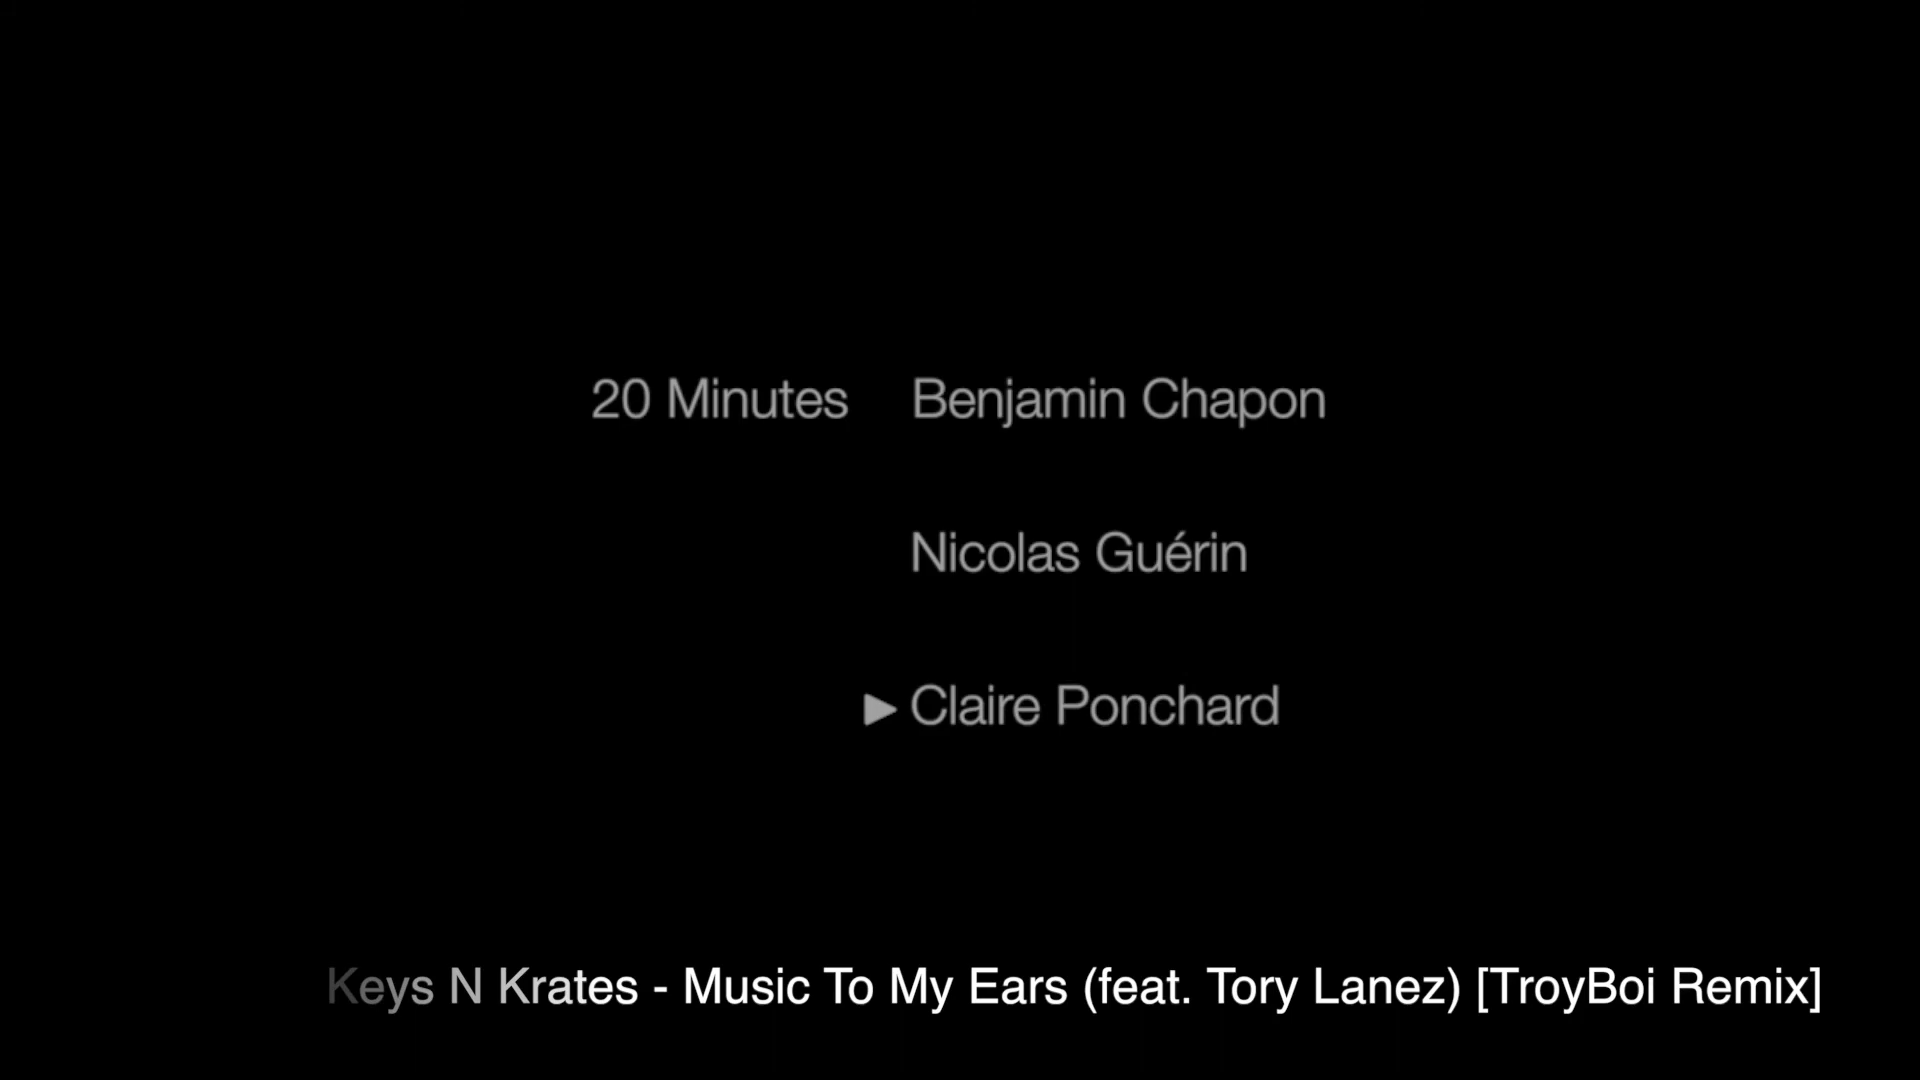 20 Minutes Benjamin Chapon
Nicolas Guérin
▶ Claire Ponchard
Keys N Krates - Music To My Ears (feat. Tory Lanez) [TroyBoi Remix]